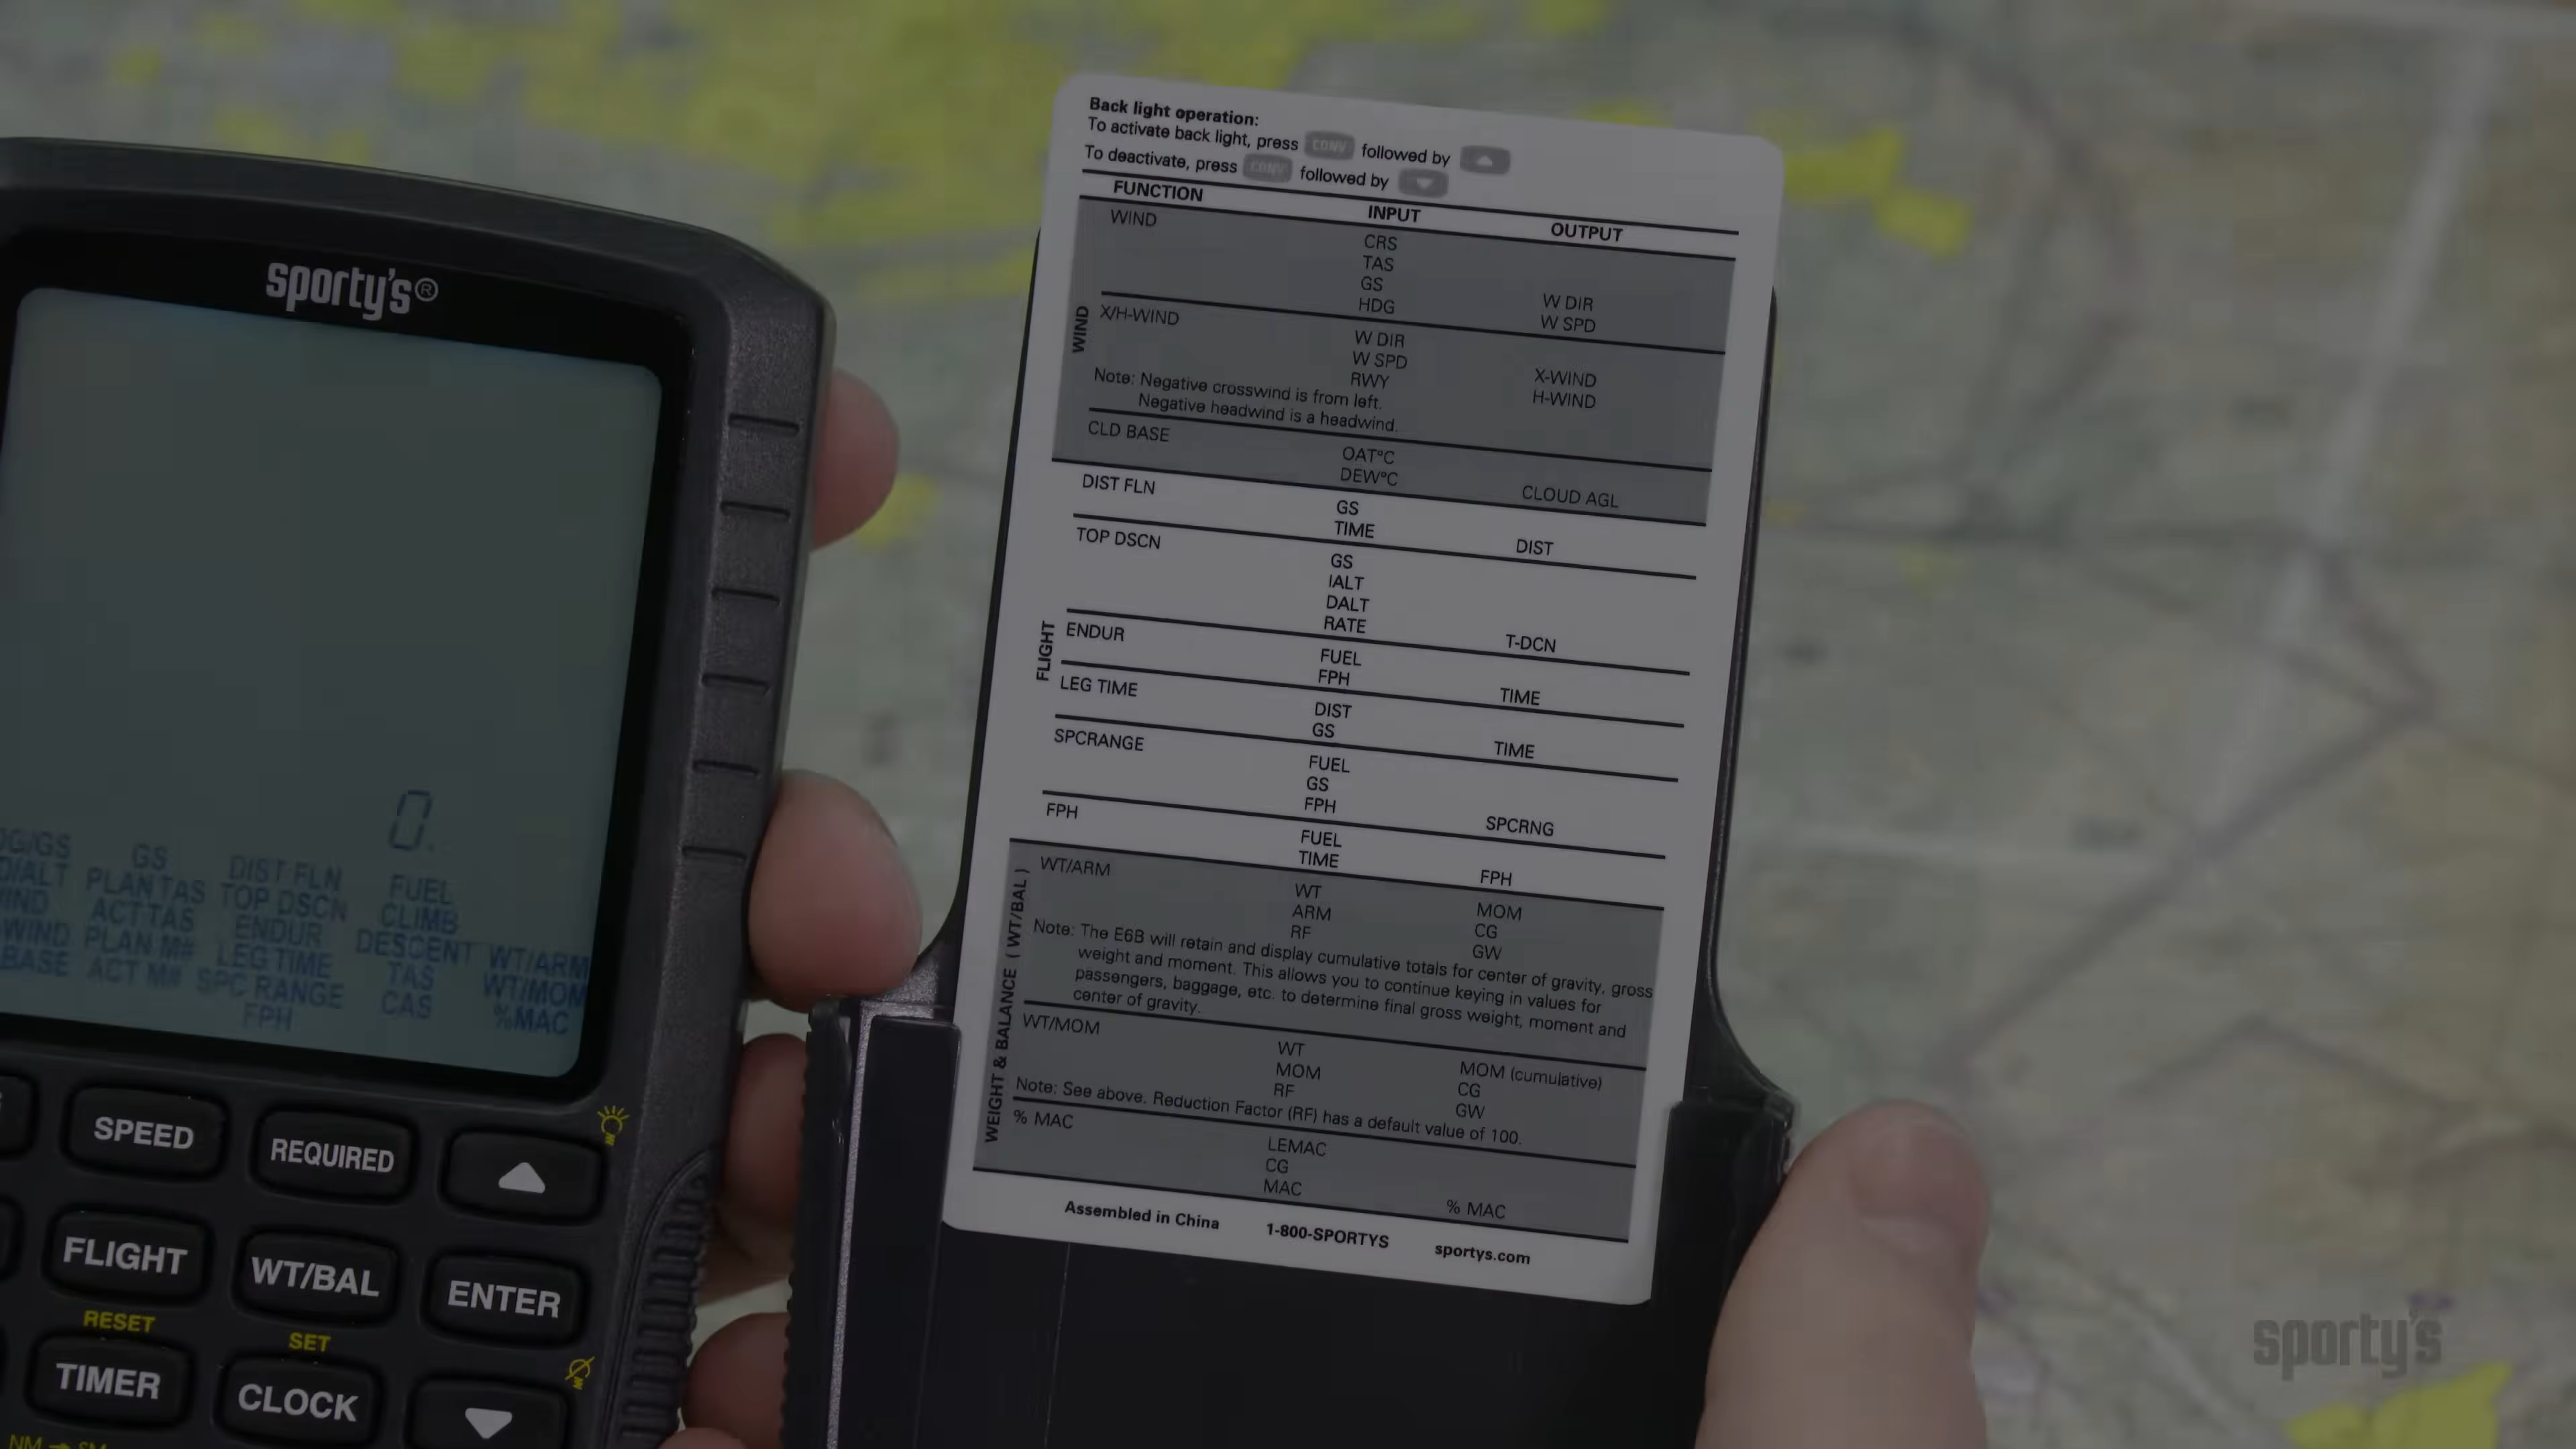 sporty's®
0.
GS
DIST FLN
FUEL
PLAN TAS
TOP DSCN
CLIMB
ACT TAS
ENDUR
DESCENT
WT/ARM
PLAN M#
LEG TIME
TAS
WT/MOM
BASE
ACT M#
SPC RANGE
CAS
%MAC
FPH
SPEED
REQUIRED
FLIGHT
WT/BAL
ENTER
RESET
SET
TIMER
CLOCK
Back light operation:
To activate back light, press CONV followed by ▲
To deactivate, press CONV followed by ▼
FUNCTION INPUT OUTPUT
WIND
WIND
CRS
TAS
GS
HDG
W DIR
W SPD
X/H-WIND
W DIR
W SPD
RWY
X-WIND
H-WIND
Note: Negative crosswind is from left.
Negative headwind is a headwind.
CLD BASE
OAT°C
DEW°C
CLOUD AGL
FLIGHT
DIST FLN
GS
TIME
DIST
TOP DSCN
GS
IALT
DALT
RATE
T-DCN
ENDUR
FUEL
FPH
TIME
LEG TIME
DIST
GS
TIME
SPCRANGE
FUEL
GS
FPH
SPCRNG
FPH
FUEL
TIME
FPH
WEIGHT & BALANCE ( WT/BAL )
WT/ARM
WT
ARM
RF
MOM
CG
GW
Note: The E6B will retain and display cumulative totals for center of gravity, gross
weight and moment. This allows you to continue keying in values for
passengers, baggage, etc. to determine final gross weight, moment and
center of gravity.
WT/MOM
WT
MOM
RF
MOM (cumulative)
CG
GW
Note: See above. Reduction Factor (RF) has a default value of 100.
% MAC
LEMAC
CG
MAC
% MAC
Assembled in China 1-800-SPORTYS sportys.com
sporty's